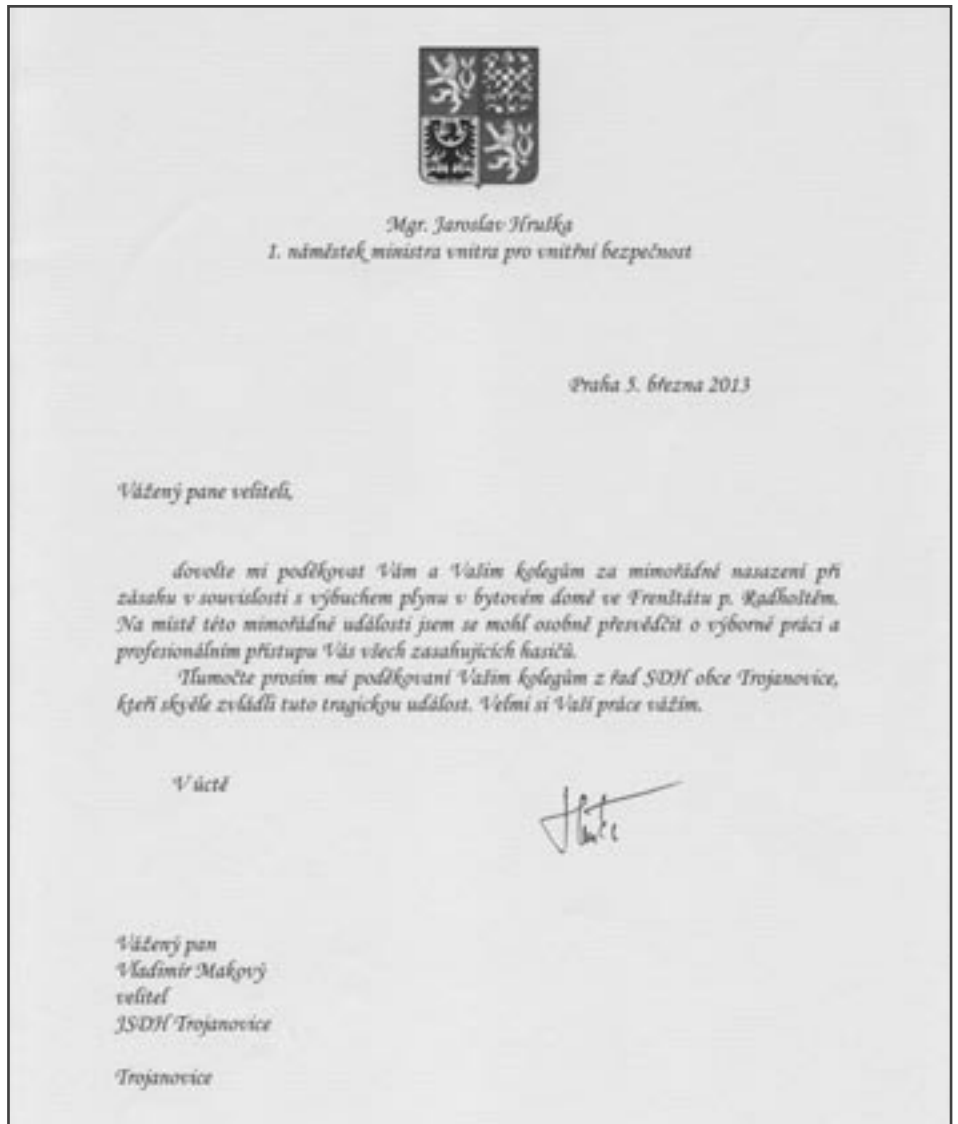 Mgr. Jaroslav Hruška
1. náměstek ministra vnitra pro vnitřní bezpečnost
Praha 5. března 2013
Vážený pane veliteli,
dovolte mi poděkovat Vám a Vašim kolegům za mimořádné nasazení při
zásahu v souvislosti s výbuchem plynu v bytovém domě ve Frenštátu p. Radhoštěm.
Na místě této mimořádné události jsem se mohl osobně přesvědčit o výborné práci a
profesionálním přístupu Vás všech zasahujících hasičů.
Tlumočte prosím mé poděkovaní Vašim kolegům z řad SDH obce Trojanovice,
kteří skvěle zvládli tuto tragickou událost. Velmi si Vaší práce vážím.
V úctě
Vážený pan
Vladimír Makový
velitel
JSDH Trojanovice
Trojanovice